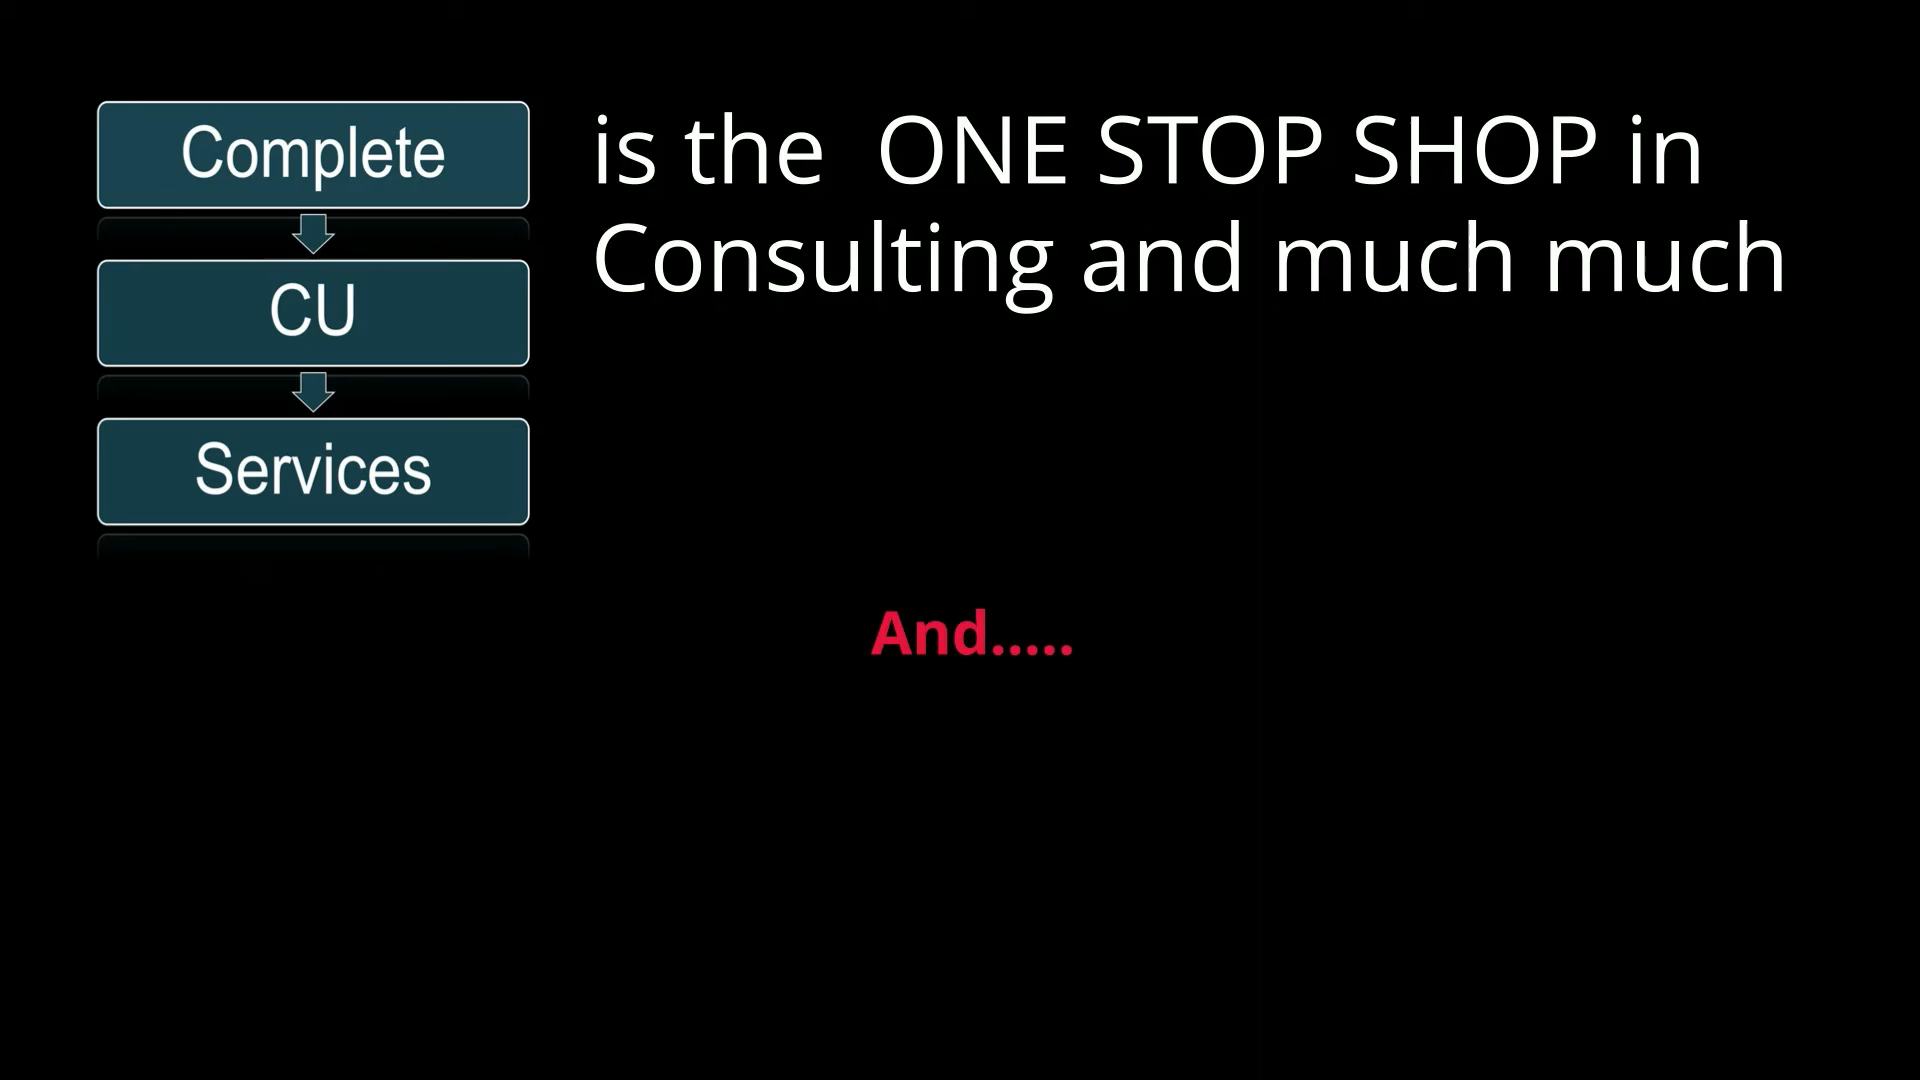 Complete
CU
Services
is the  ONE STOP SHOP in
Consulting and much much
And.....